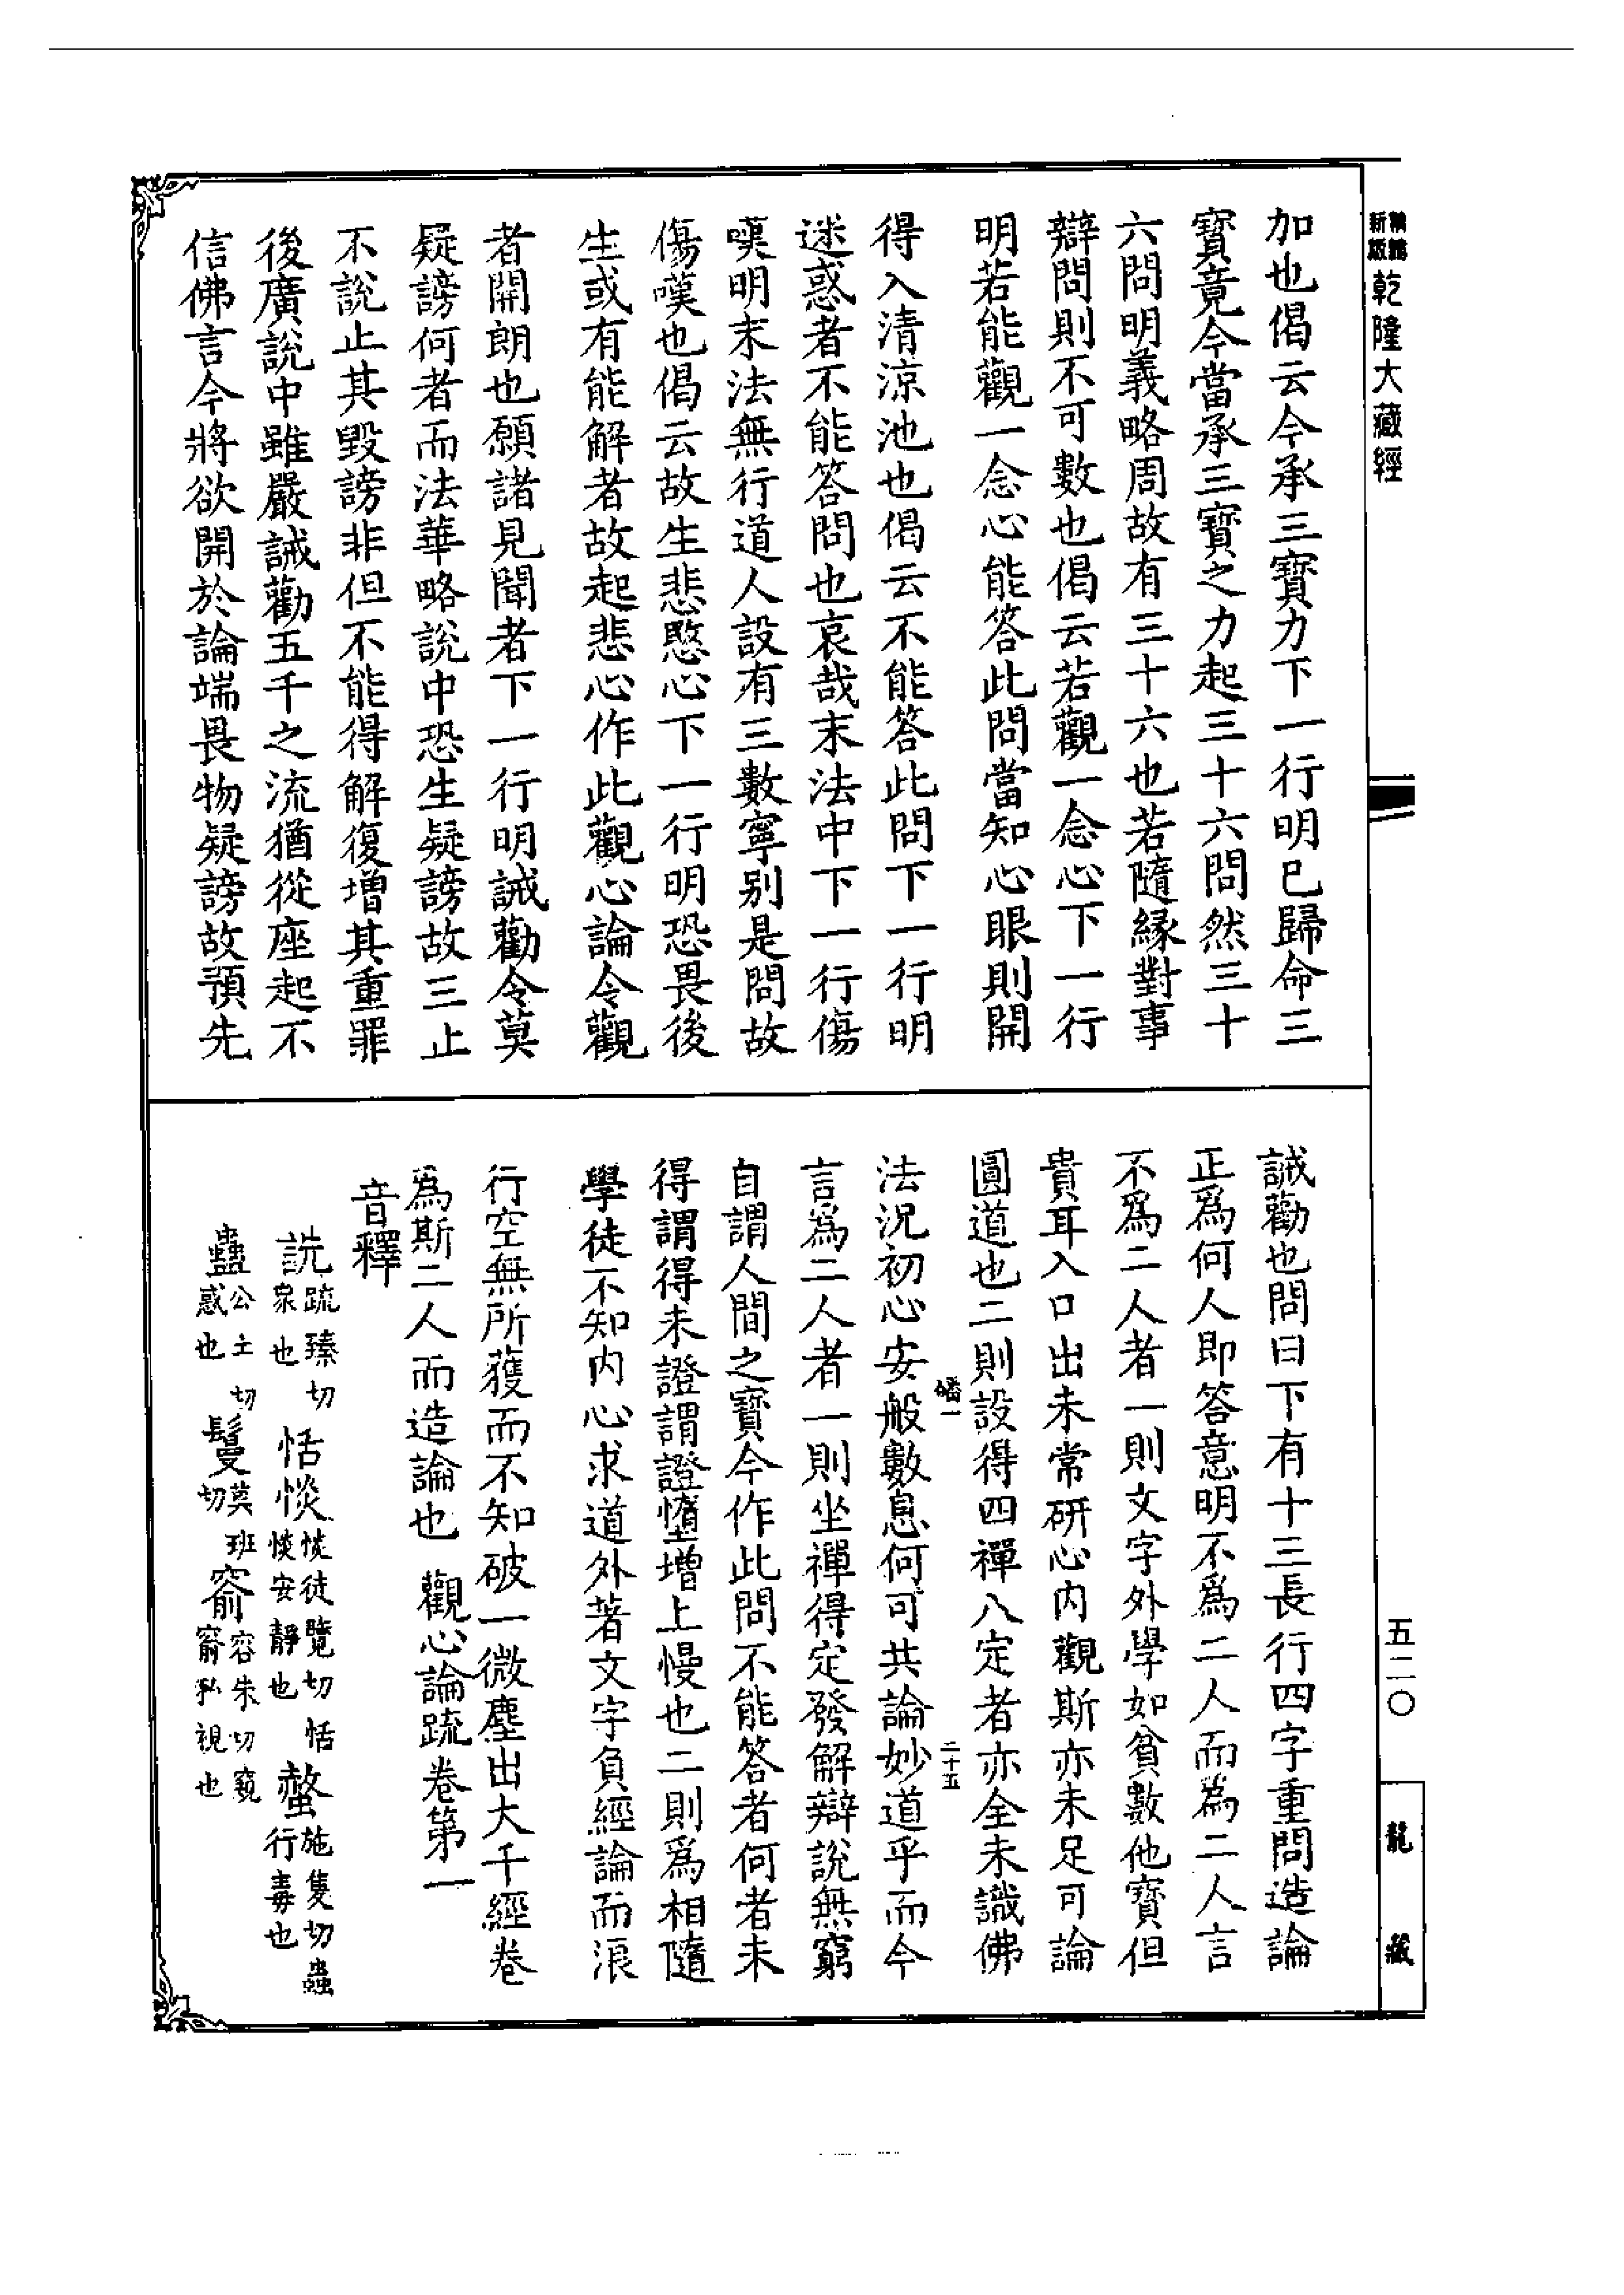 新版
乾隆大藏經
加也偈云今承三寶力下一行明已歸命三
寶竟今當承三寶之力起三十六問然三十
六問明義略周故有三十六也若隨緣對事
辯問則不可數也偈云若觀一念心下一行
明若能觀一念心能答此問當知心眼則開
得入清涼池也偈云不能答此問下一行明
迷惑者不能答問也哀哉末法中下一行傷
嘆明末法無行道人設有三數寧别是問故
傷嘆也偈云故生悲愍心下一行明恐畏後
生或有能解者故起悲心作此觀心論令觀
者開朗也願諸見聞者下一行明誡勸令莫
疑謗何者而法華略說中恐生疑謗故三止
不說止其毀謗非但不能得解復增其重罪
後廣說中雖嚴誡勸五千之流猶從座起不
信佛言今將欲開於論端畏物疑謗故預先
誡勸也問曰下有十三長行四字重問造論
正爲何人即答意明不爲二人而爲二人言
不爲二人者一則文字外學如貧數他寶但
貴耳入口出未常研心内觀斯亦未足可論
圓道也二則設得四禪八定者亦全未識佛
法況初心安般數息何可共論妙道乎而今
言爲二人者一則坐禪得定發解辯說無窮
自謂人間之寶今作此問不能答者何者未
得謂得未證謂證墮增上慢也二則爲相隨
學徒不知内心求道外著文字負經論而浪
行空無所獲而不知破一微塵出大千經卷
爲斯二人而造論也 觀心論疏卷第一
音釋
詵疏臻切衆也 恬惔惔徒覽切恬惔安靜也 螫施隻切蟲行毒也
蠱公土切惑也 鬘莫班切 窬容朱切窺窬私視也
二十五
五二〇
龍藏